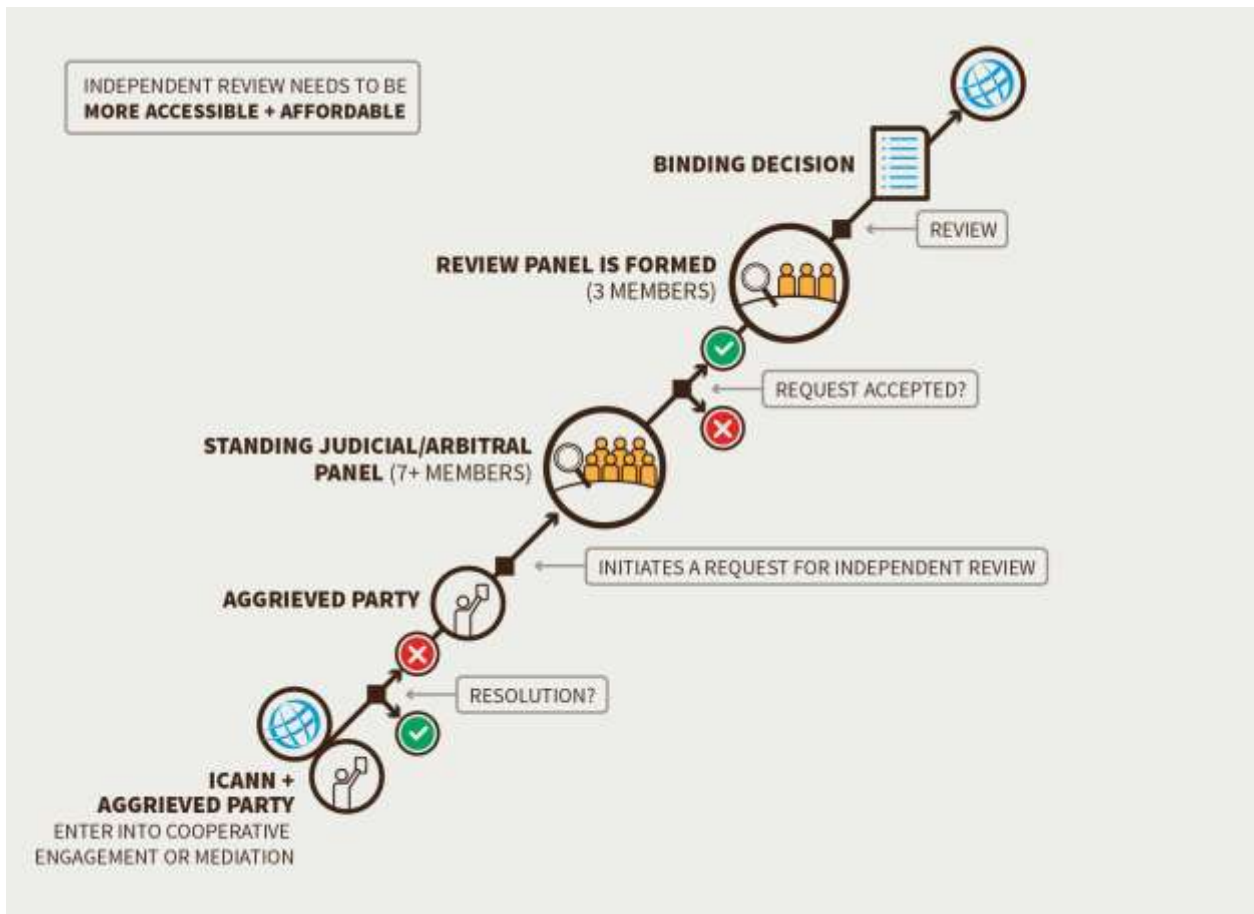 INDEPENDENT REVIEW NEEDS TO BE
MORE ACCESSIBLE + AFFORDABLE
BINDING DECISION
REVIEW
REVIEW PANEL IS FORMED
(3 MEMBERS)
REQUEST ACCEPTED?
STANDING JUDICIAL/ARBITRAL
PANEL (7+ MEMBERS)
INITIATES A REQUEST FOR INDEPENDENT REVIEW
AGGRIEVED PARTY
RESOLUTION?
ICANN +
AGGRIEVED PARTY
ENTER INTO COOPERATIVE
ENGAGEMENT OR MEDIATION